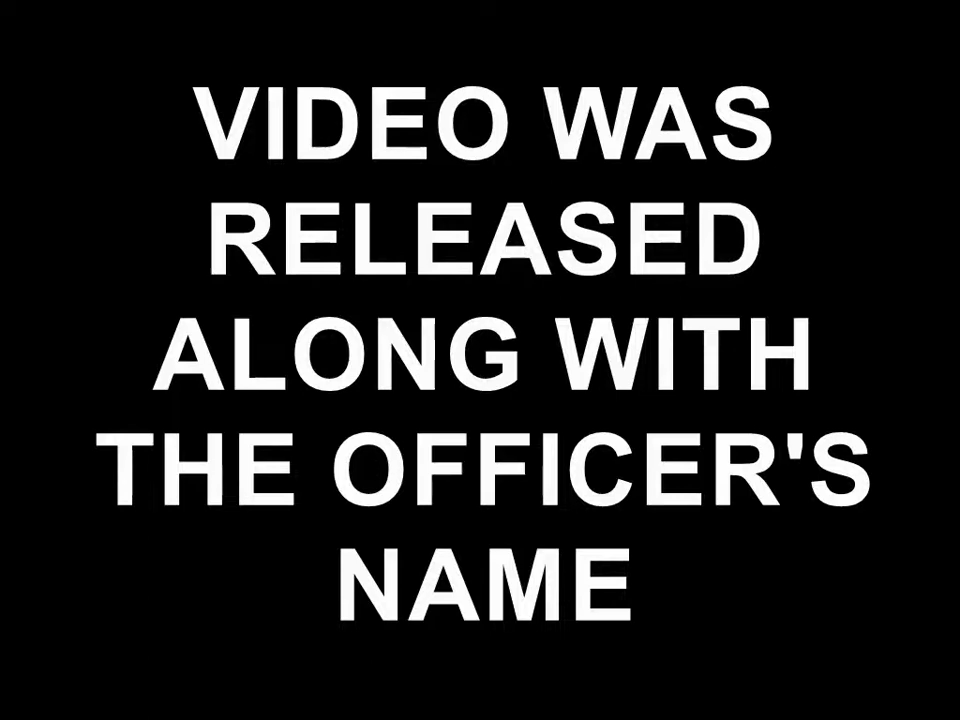 VIDEO WAS
RELEASED
ALONG WITH
THE OFFICER'S
NAME